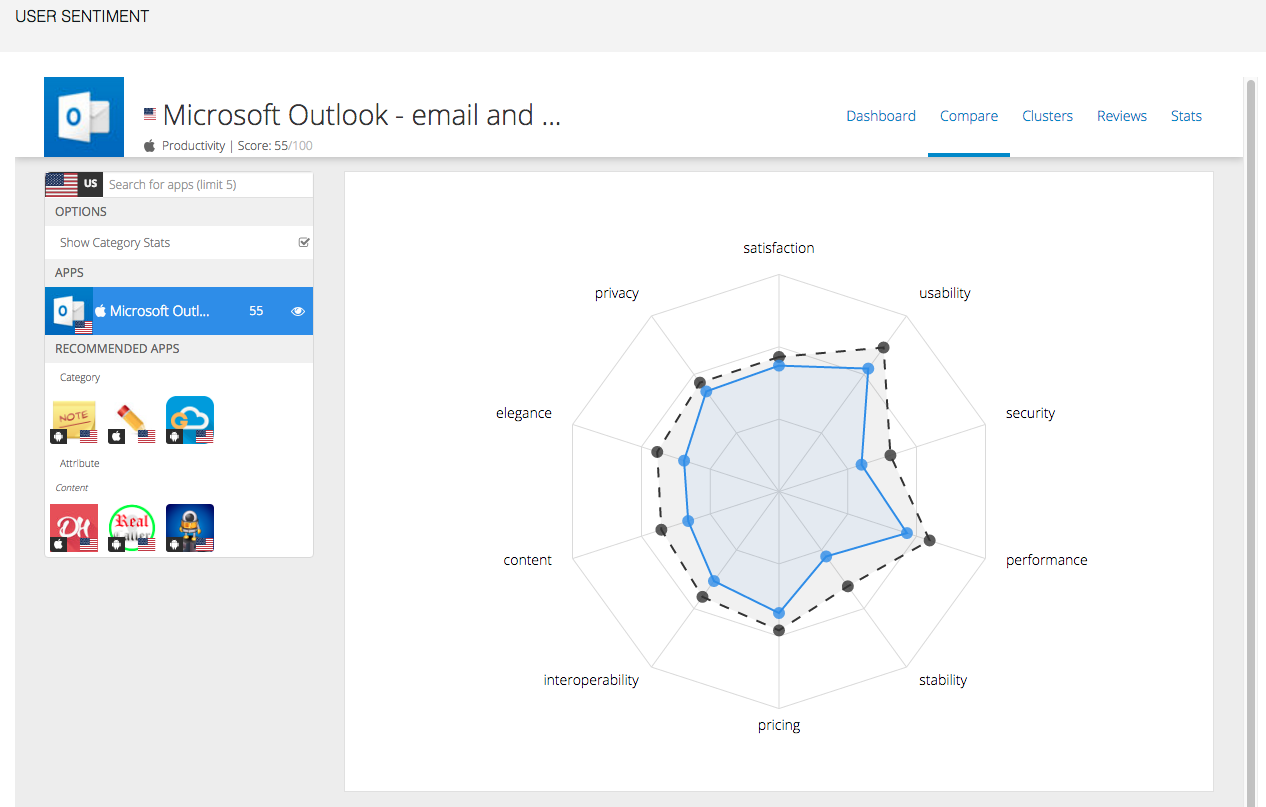 USER SENTIMENT
Microsoft Outlook - email and ...
Productivity | Score: 55/100
Dashboard
Compare
Clusters
Reviews
Stats
US
Search for apps (limit 5)
OPTIONS
Show Category Stats
APPS
Microsoft Outl...
55
RECOMMENDED APPS
Category
NOTE
Attribute
Content
DH
Real
satisfaction
usability
security
performance
stability
pricing
interoperability
content
elegance
privacy